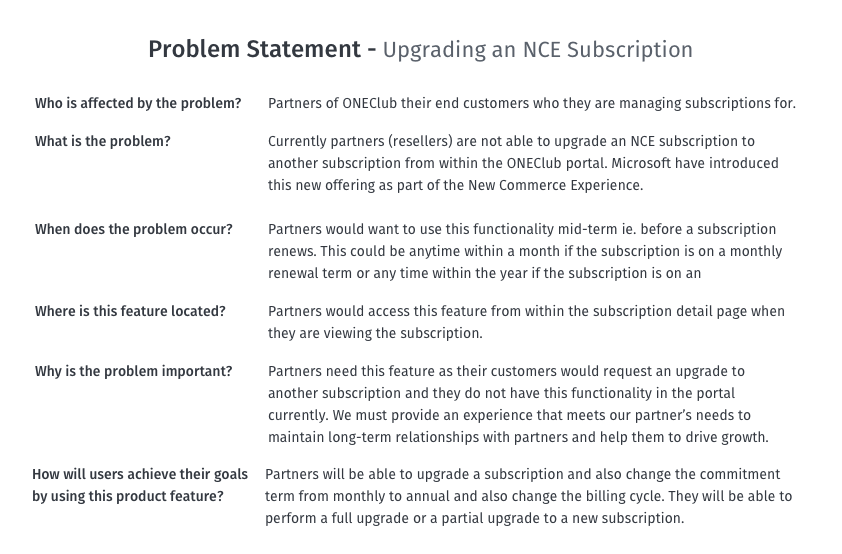 Problem Statement - Upgrading an NCE Subscription
Who is affected by the problem? Partners of ONEClub their end customers who they are managing subscriptions for.
What is the problem? Currently partners (resellers) are not able to upgrade an NCE subscription to
another subscription from within the ONEClub portal. Microsoft have introduced
this new offering as part of the New Commerce Experience.
When does the problem occur? Partners would want to use this functionality mid-term ie. before a subscription
renews. This could be anytime within a month if the subscription is on a monthly
renewal term or any time within the year if the subscription is on an
Where is this feature located? Partners would access this feature from within the subscription detail page when
they are viewing the subscription.
Why is the problem important? Partners need this feature as their customers would request an upgrade to
another subscription and they do not have this functionality in the portal
currently. We must provide an experience that meets our partner’s needs to
maintain long-term relationships with partners and help them to drive growth.
How will users achieve their goals Partners will be able to upgrade a subscription and also change the commitment
by using this product feature? term from monthly to annual and also change the billing cycle. They will be able to
perform a full upgrade or a partial upgrade to a new subscription.